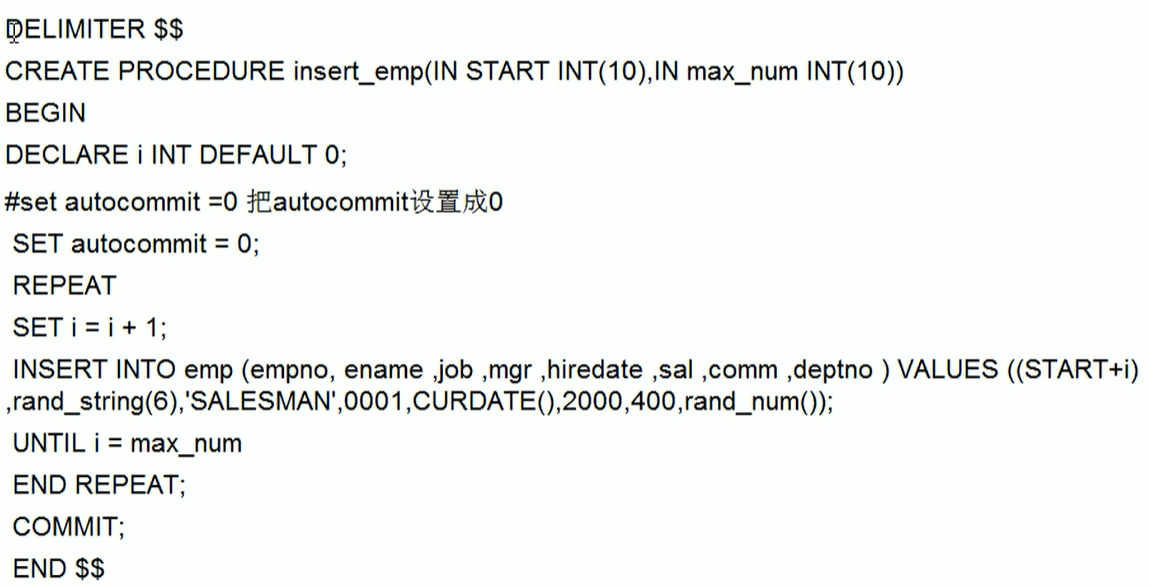 DELIMITER $$
CREATE PROCEDURE insert_emp(IN START INT(10),IN max_num INT(10))
BEGIN
DECLARE i INT DEFAULT 0;
#set autocommit =0 把autocommit设置成0
SET autocommit = 0;
REPEAT
SET i = i + 1;
INSERT INTO emp (empno, ename ,job ,mgr ,hiredate ,sal ,comm ,deptno ) VALUES ((START+i)
,rand_string(6),'SALESMAN',0001,CURDATE(),2000,400,rand_num());
UNTIL i = max_num
END REPEAT;
COMMIT;
END $$